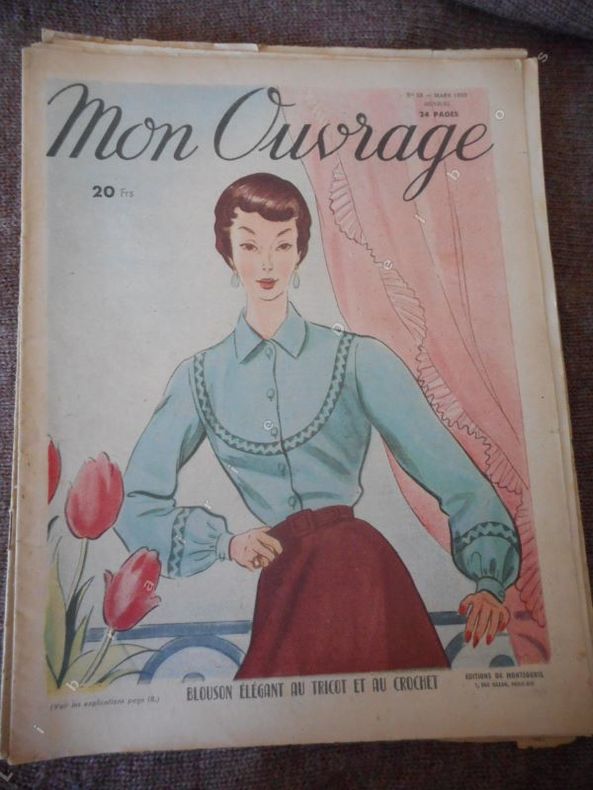 Mon Ouvrage
MENSUEL
24 PAGES
20 Frs
BLOUSON ÉLÉGANT AU TRICOT ET AU CROCHET
(Voir les explications page
EDITIONS DE MONTSOURIS